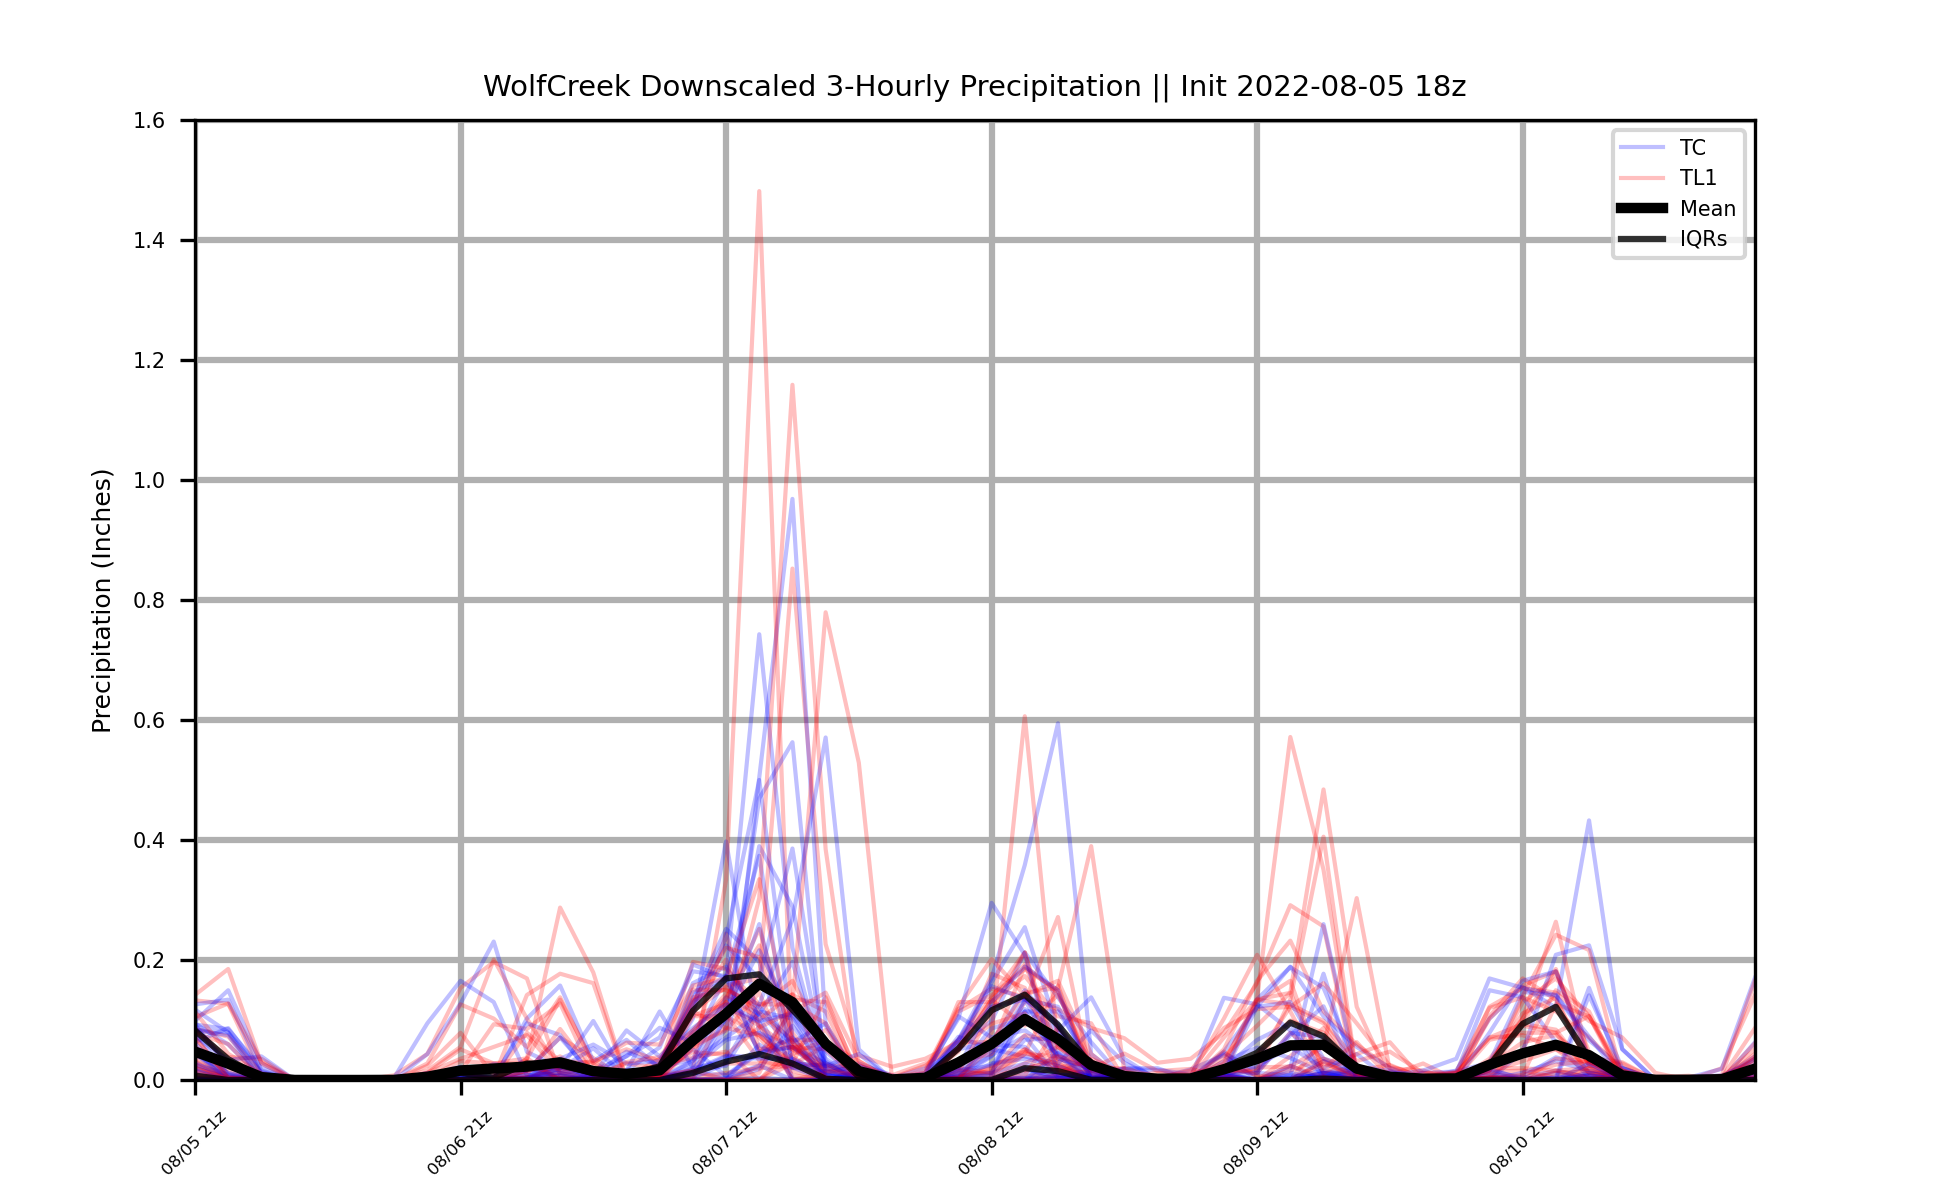 WolfCreek Downscaled 3-Hourly Precipitation || Init 2022-08-05 18z
TC
TL1
Mean
IQRs
Precipitation (Inches)
1.6
1.4
1.2
1.0
0.8
0.6
0.4
0.2
0.0
08/05 21z
08/06 21z
08/07 21z
08/08 21z
08/09 21z
08/10 21z